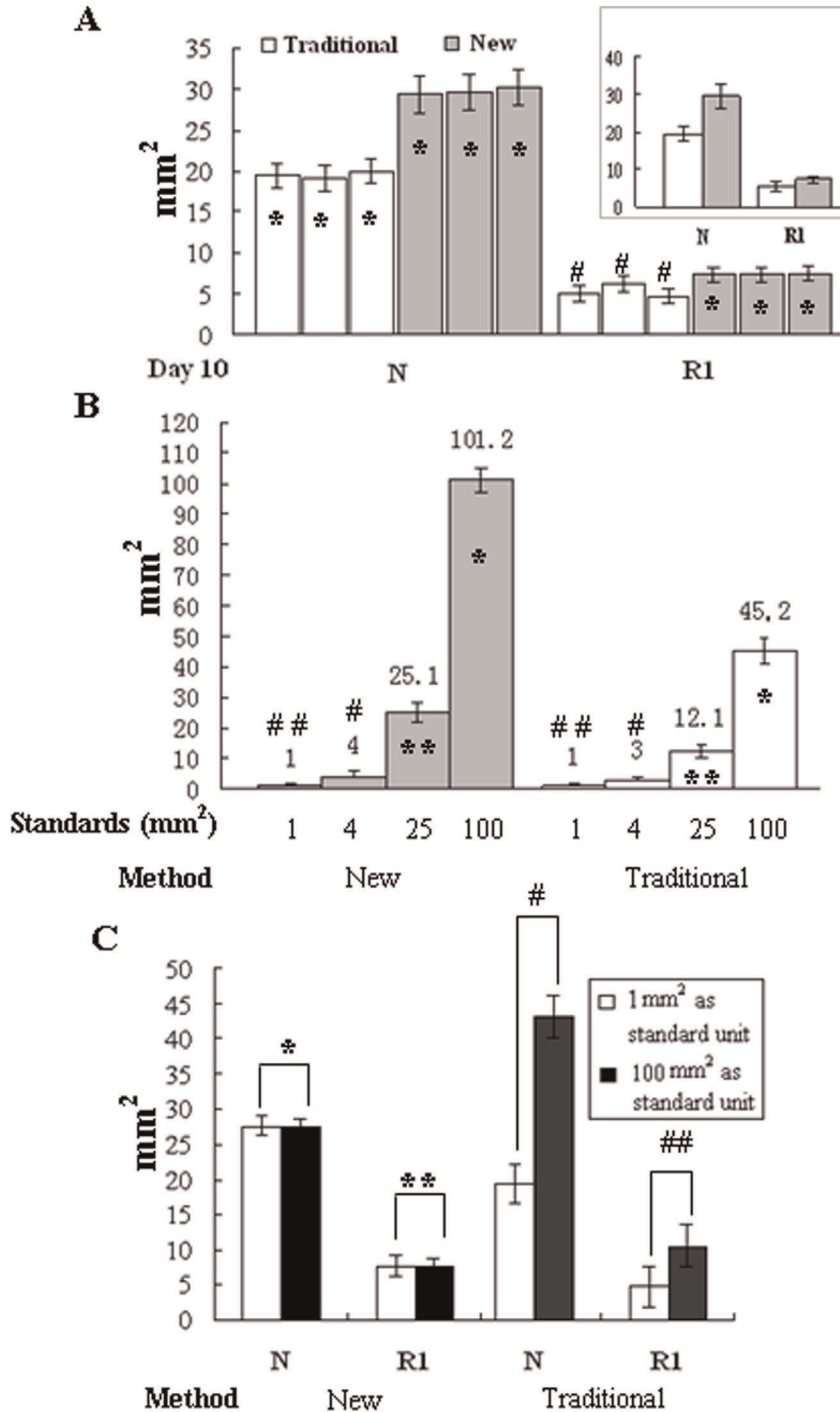 A
Traditional New
mm²
35
30
25
20
15
10
5
0
* * * * * *
# # # * * *
40
30
20
10
0
N R1
Day 10 N R1
B
mm²
120
110
100
90
80
70
60
50
40
30
20
10
0
101.2
*
45.2
*
25.1
**
12.1
**
## # ## #
1 4 1 3
Standards (mm²) 1 4 25 100 1 4 25 100
Method New Traditional
C
mm²
50
45
40
35
30
25
20
15
10
5
0
#
1 mm² as
standard unit
100 mm² as
standard unit
*
**
##
N R1 N R1
Method New Traditional